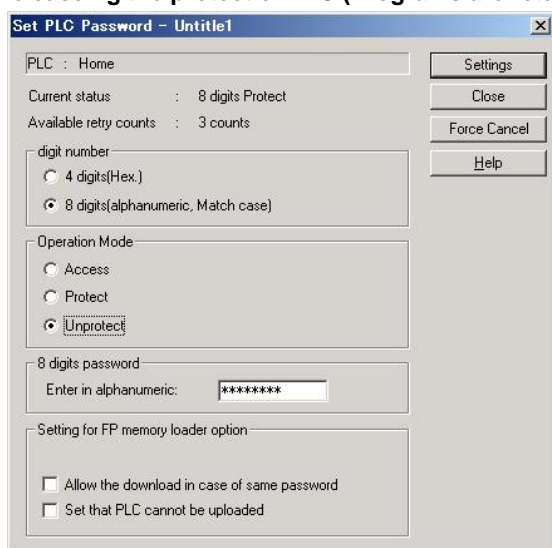 Set PLC Password - Untitle1
PLC : Home
Settings
Current status : 8 digits Protect
Close
Available retry counts : 3 counts
Force Cancel
digit number
Help
4 digits(Hex.)
8 digits(alphanumeric, Match case)
Operation Mode
Access
Protect
Unprotect
8 digits password
Enter in alphanumeric: ********
Setting for FP memory loader option
Allow the download in case of same password
Set that PLC cannot be uploaded